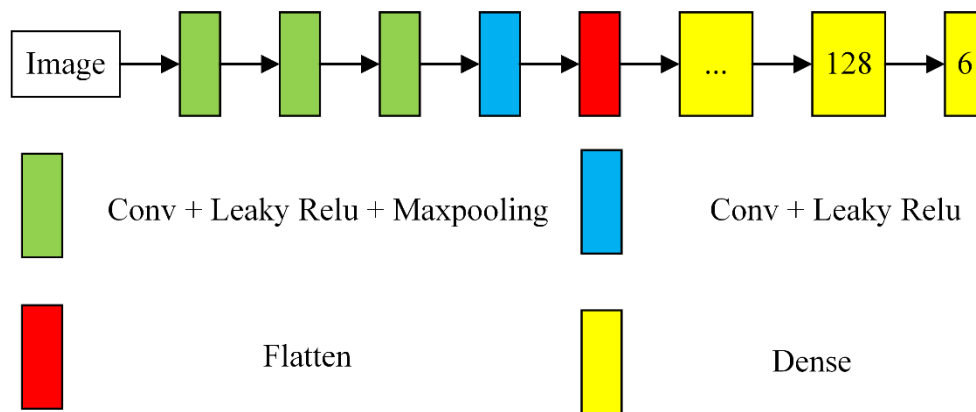 Image ... 128 6
Conv + Leaky Relu + Maxpooling
Conv + Leaky Relu
Flatten
Dense